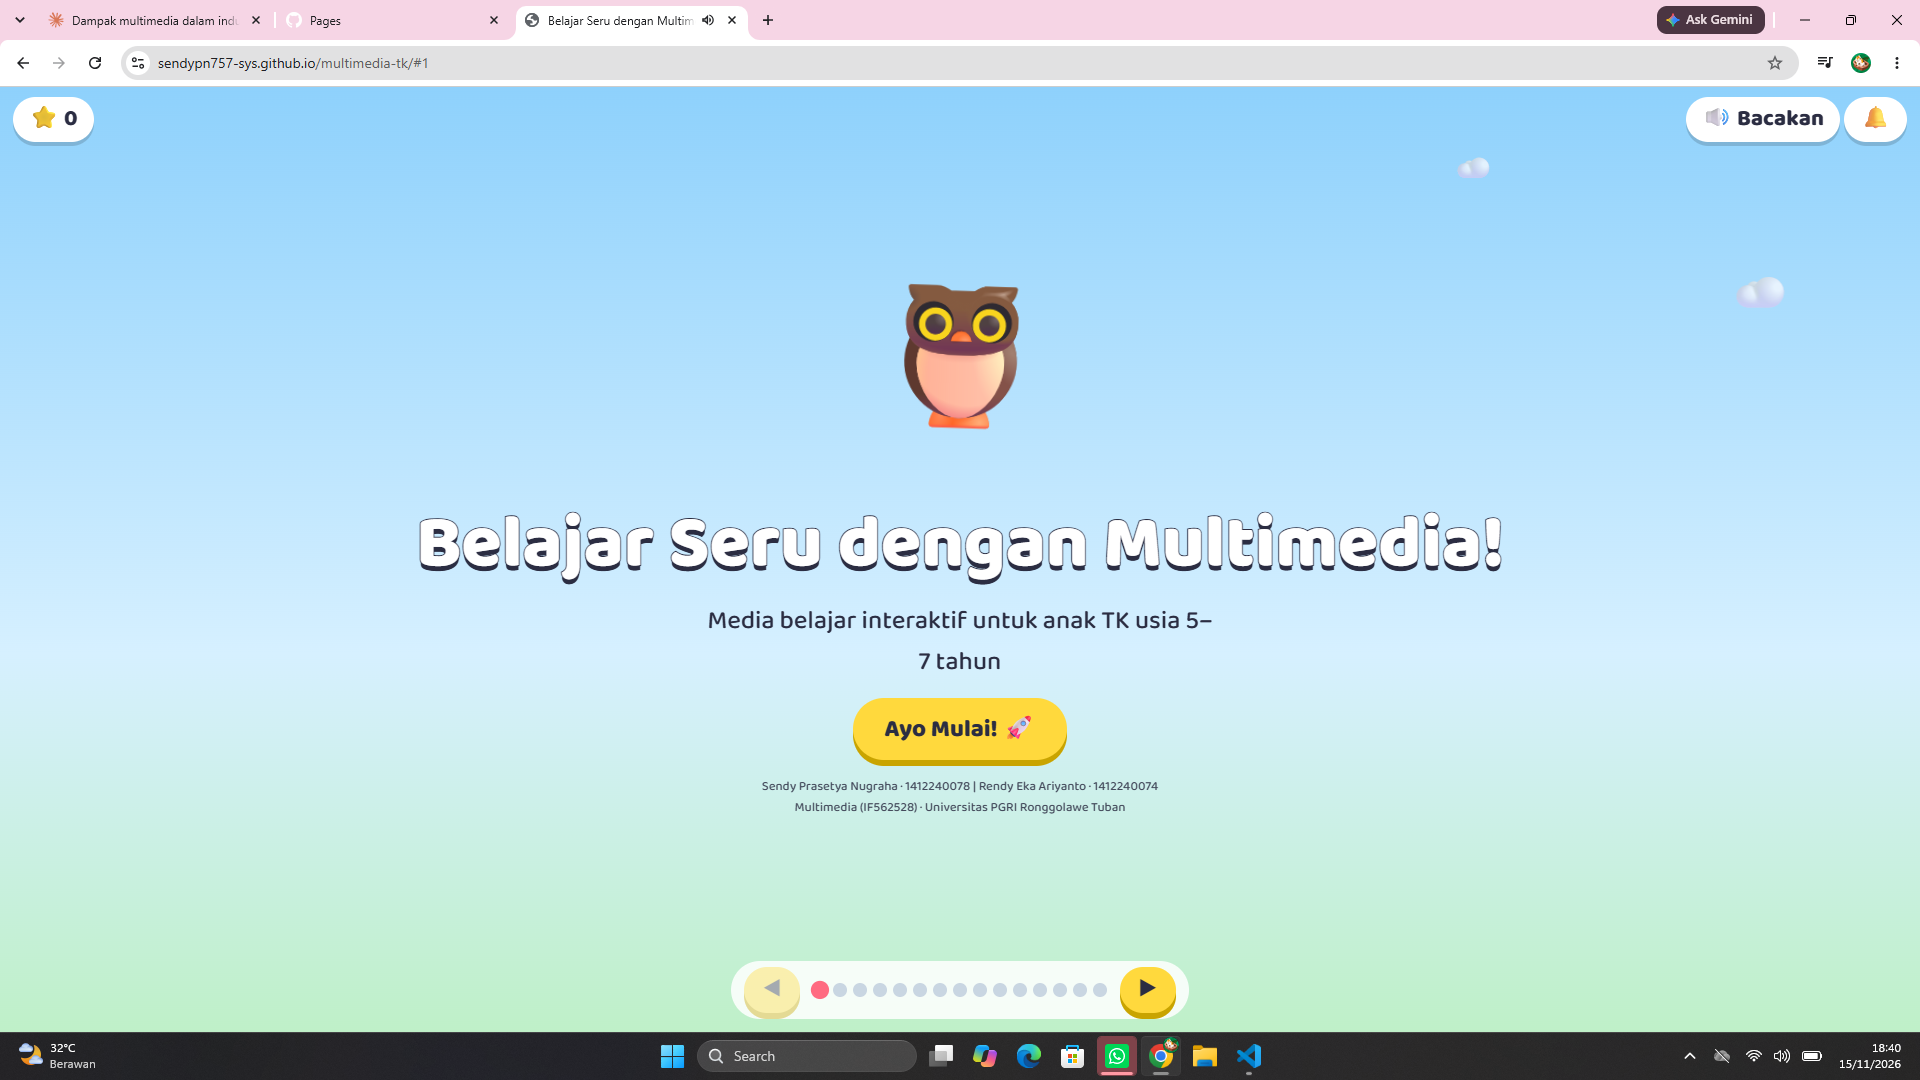 Dampak multimedia dalam indu
Pages
Belajar Seru dengan Multim
Ask Gemini
sendypn757-sys.github.io/multimedia-tk/#1
0
Bacakan
Belajar Seru dengan Multimedia!
Media belajar interaktif untuk anak TK usia 5–
7 tahun
Ayo Mulai!
Sendy Prasetya Nugraha · 1412240078 | Rendy Eka Ariyanto · 1412240074
Multimedia (IF562528) · Universitas PGRI Ronggolawe Tuban
32°C
Berawan
Search
18:40
15/11/2026